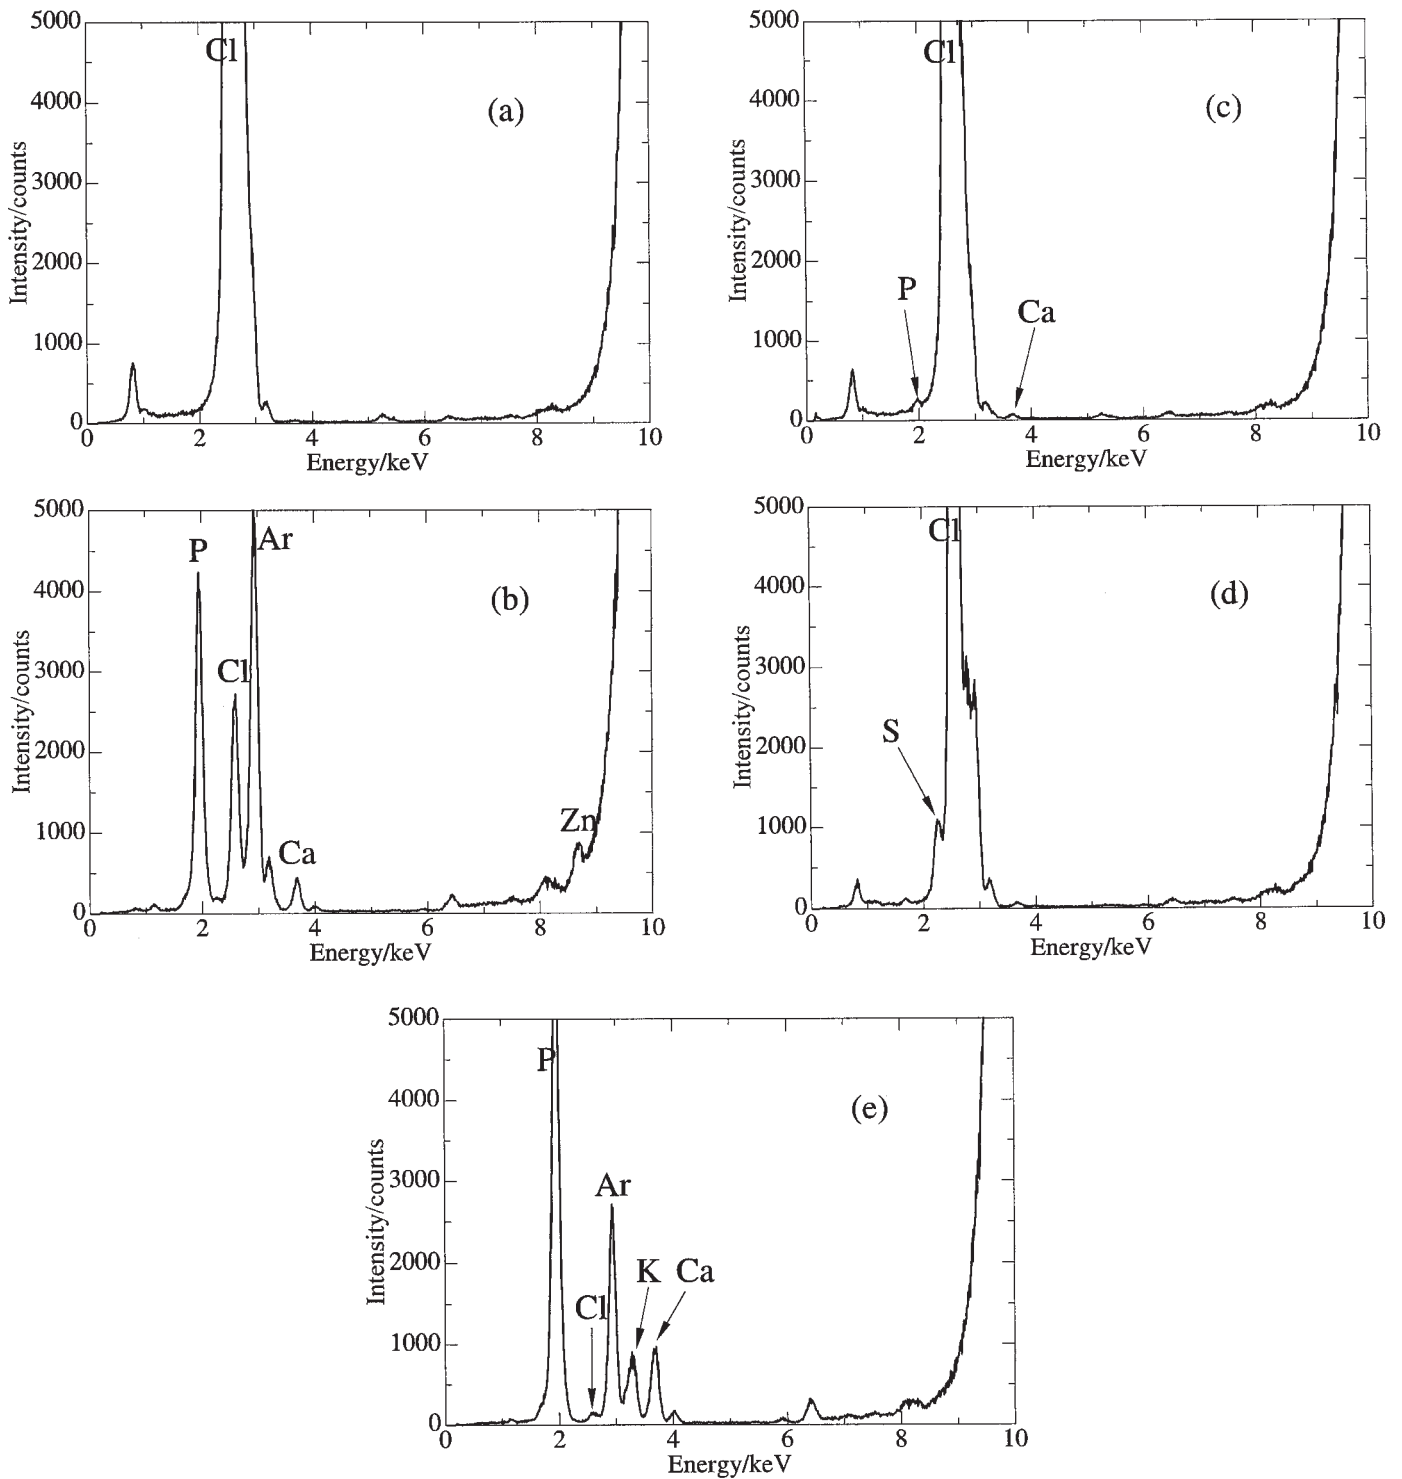 5000
4000
3000
2000
1000
0
Intensity/counts
Cl
(a)
0 2 4 6 8 10
Energy/keV
5000
4000
3000
2000
1000
0
Intensity/counts
Cl
(c)
P
Ca
0 2 4 6 8 10
Energy/keV
5000
4000
3000
2000
1000
0
Intensity/counts
P
Ar
(b)
Cl
Zn
Ca
0 2 4 6 8 10
Energy/keV
5000
4000
3000
2000
1000
0
Intensity/counts
Cl
(d)
S
0 2 4 6 8 10
Energy/keV
5000
4000
3000
2000
1000
0
Intensity/counts
P
(e)
Ar
K Ca
Cl
0 2 4 6 8 10
Energy/keV